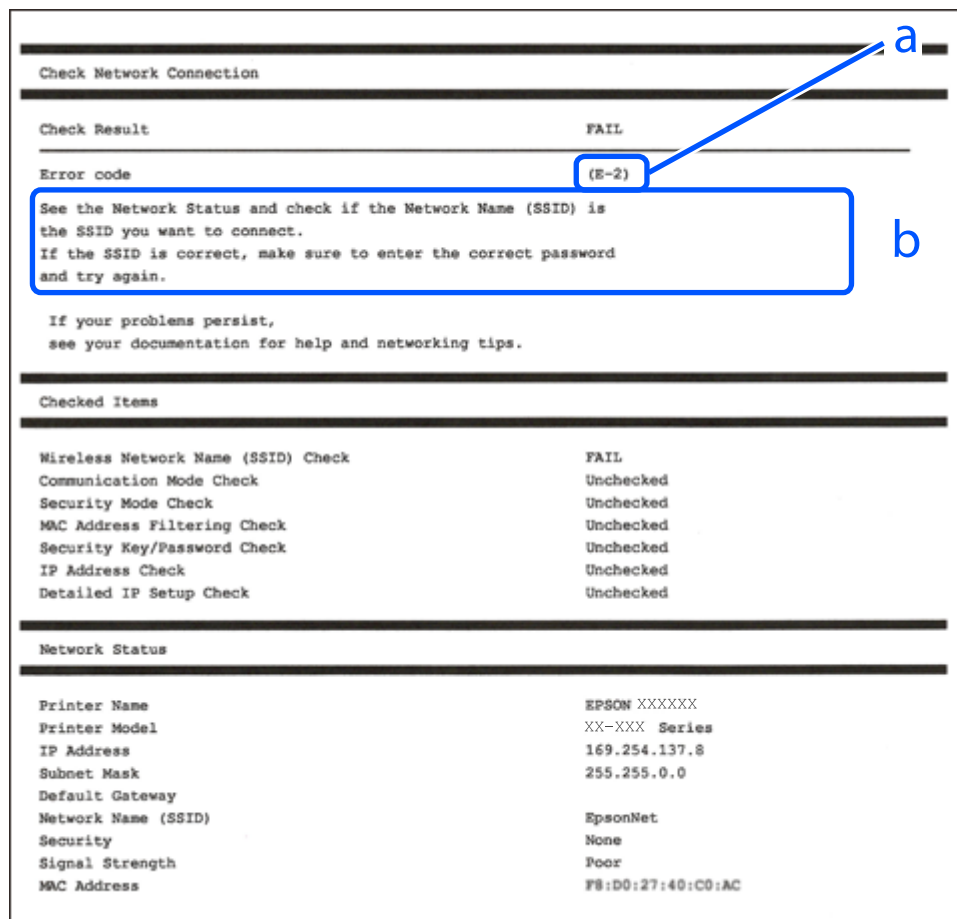 a
Check Network Connection
Check Result FAIL
Error code (E-2)
See the Network Status and check if the Network Name (SSID) is
the SSID you want to connect.
If the SSID is correct, make sure to enter the correct password
and try again.
b
If your problems persist,
see your documentation for help and networking tips.
Checked Items
Wireless Network Name (SSID) Check FAIL
Communication Mode Check Unchecked
Security Mode Check Unchecked
MAC Address Filtering Check Unchecked
Security Key/Password Check Unchecked
IP Address Check Unchecked
Detailed IP Setup Check Unchecked
Network Status
Printer Name EPSON XXXXXX
Printer Model XX-XXX Series
IP Address 169.254.137.8
Subnet Mask 255.255.0.0
Default Gateway
Network Name (SSID) EpsonNet
Security None
Signal Strength Poor
MAC Address F8:D0:27:40:C0:AC